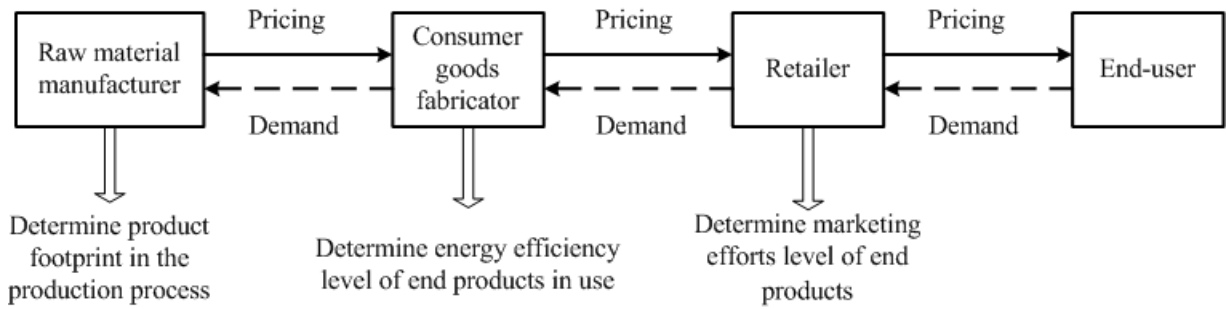 Raw material
manufacturer
Pricing
Demand
Consumer
goods
fabricator
Pricing
Demand
Retailer
Pricing
Demand
End-user
Determine product
footprint in the
production process
Determine energy efficiency
level of end products in use
Determine marketing
efforts level of end
products